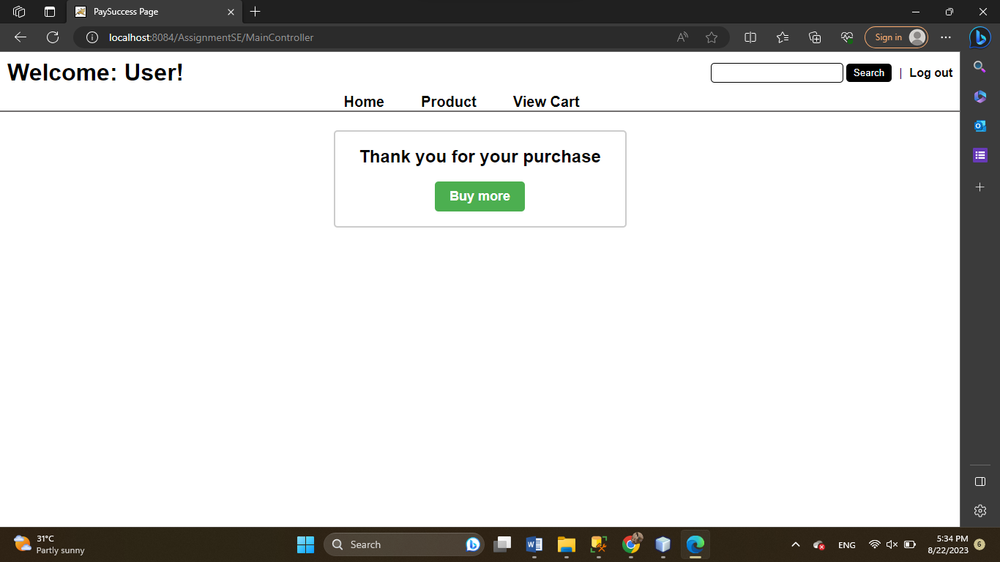 PaySuccess Page
localhost:8084/AssignmentSE/MainController
Sign in
Welcome: User!
Search
|
Log out
Home
Product
View Cart
Thank you for your purchase
Buy more
31°C
Partly sunny
Search
ENG
5:34 PM
8/22/2023
6